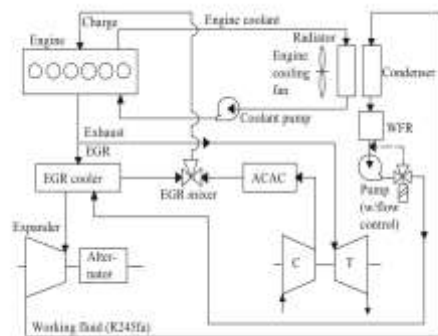 Charge
Engine coolant
Engine
Radiator
Engine
cooling
fan
Condenser
Coolant pump
Exhaust
EGR
WFR
EGR cooler
EGR mixer
ACAC
Pump
(w/flow
control)
Expander
Alter-
nator
C
T
Working fluid (R245fa)